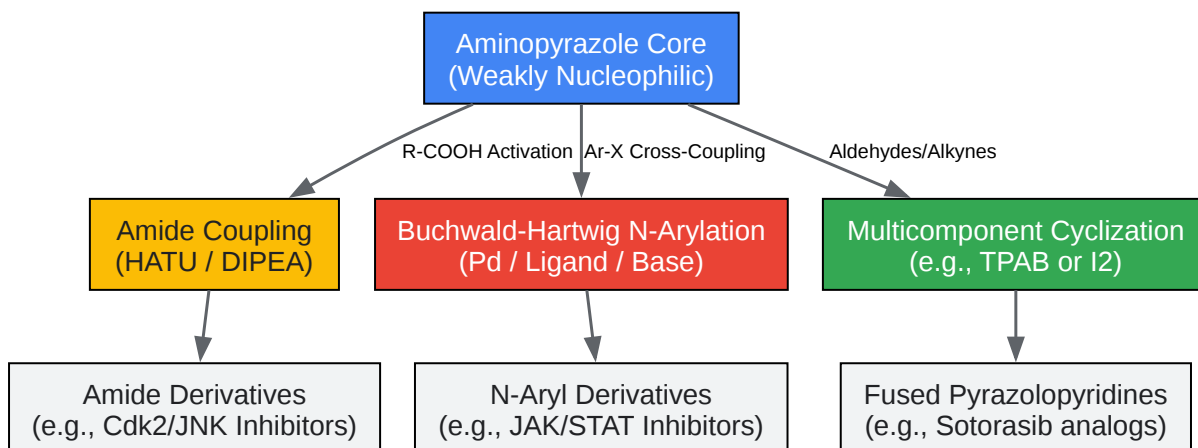 Aminopyrazole Core
(Weakly Nucleophilic)
R-COOH Activation
Ar-X Cross-Coupling
Aldehydes/Alkynes
Amide Coupling
(HATU / DIPEA)
Buchwald-Hartwig N-Arylation
(Pd / Ligand / Base)
Multicomponent Cyclization
(e.g., TPAB or I2)
Amide Derivatives
(e.g., Cdk2/JNK Inhibitors)
N-Aryl Derivatives
(e.g., JAK/STAT Inhibitors)
Fused Pyrazolopyridines
(e.g., Sotorasib analogs)